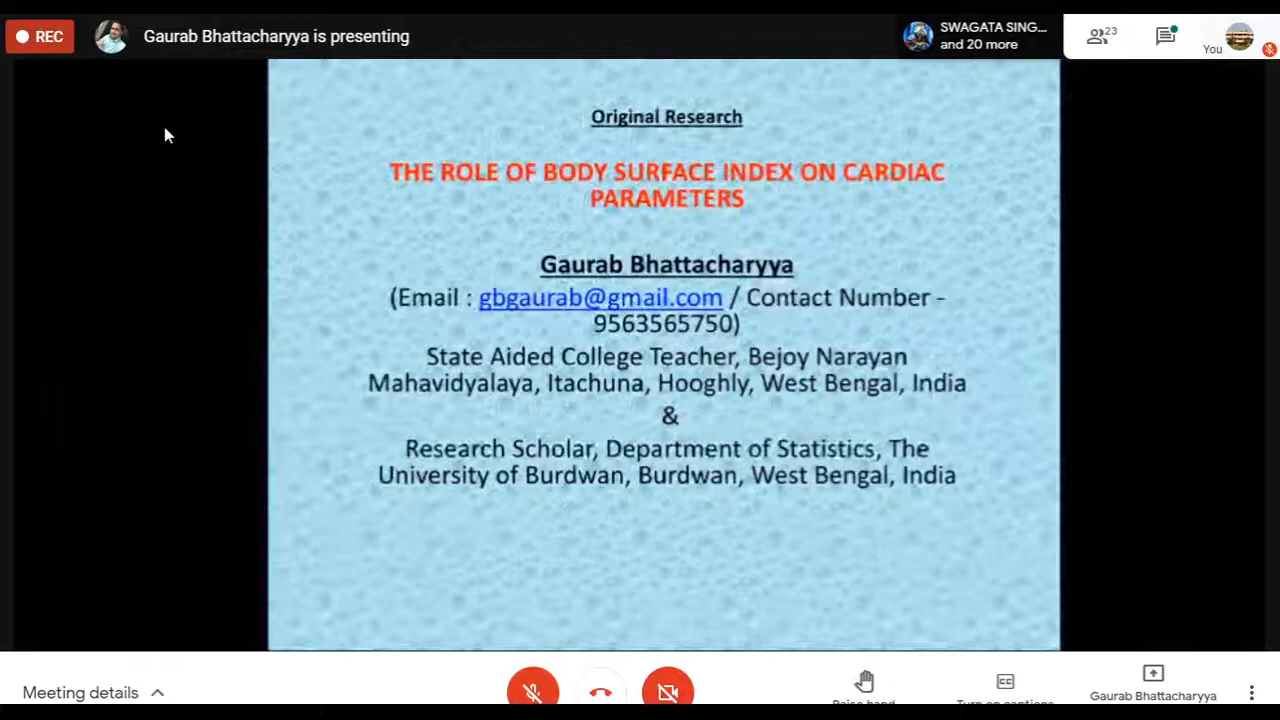 REC
Gaurab Bhattacharyya is presenting
SWAGATA SING...
and 20 more
23
You
Original Research
THE ROLE OF BODY SURFACE INDEX ON CARDIAC
PARAMETERS
Gaurab Bhattacharyya
(Email : gbgaurab@gmail.com / Contact Number -
9563565750)
State Aided College Teacher, Bejoy Narayan
Mahavidyalaya, Itachuna, Hooghly, West Bengal, India
&
Research Scholar, Department of Statistics, The
University of Burdwan, Burdwan, West Bengal, India
Meeting details
Raise hand
CC
Turn on captions
Gaurab Bhattacharyya